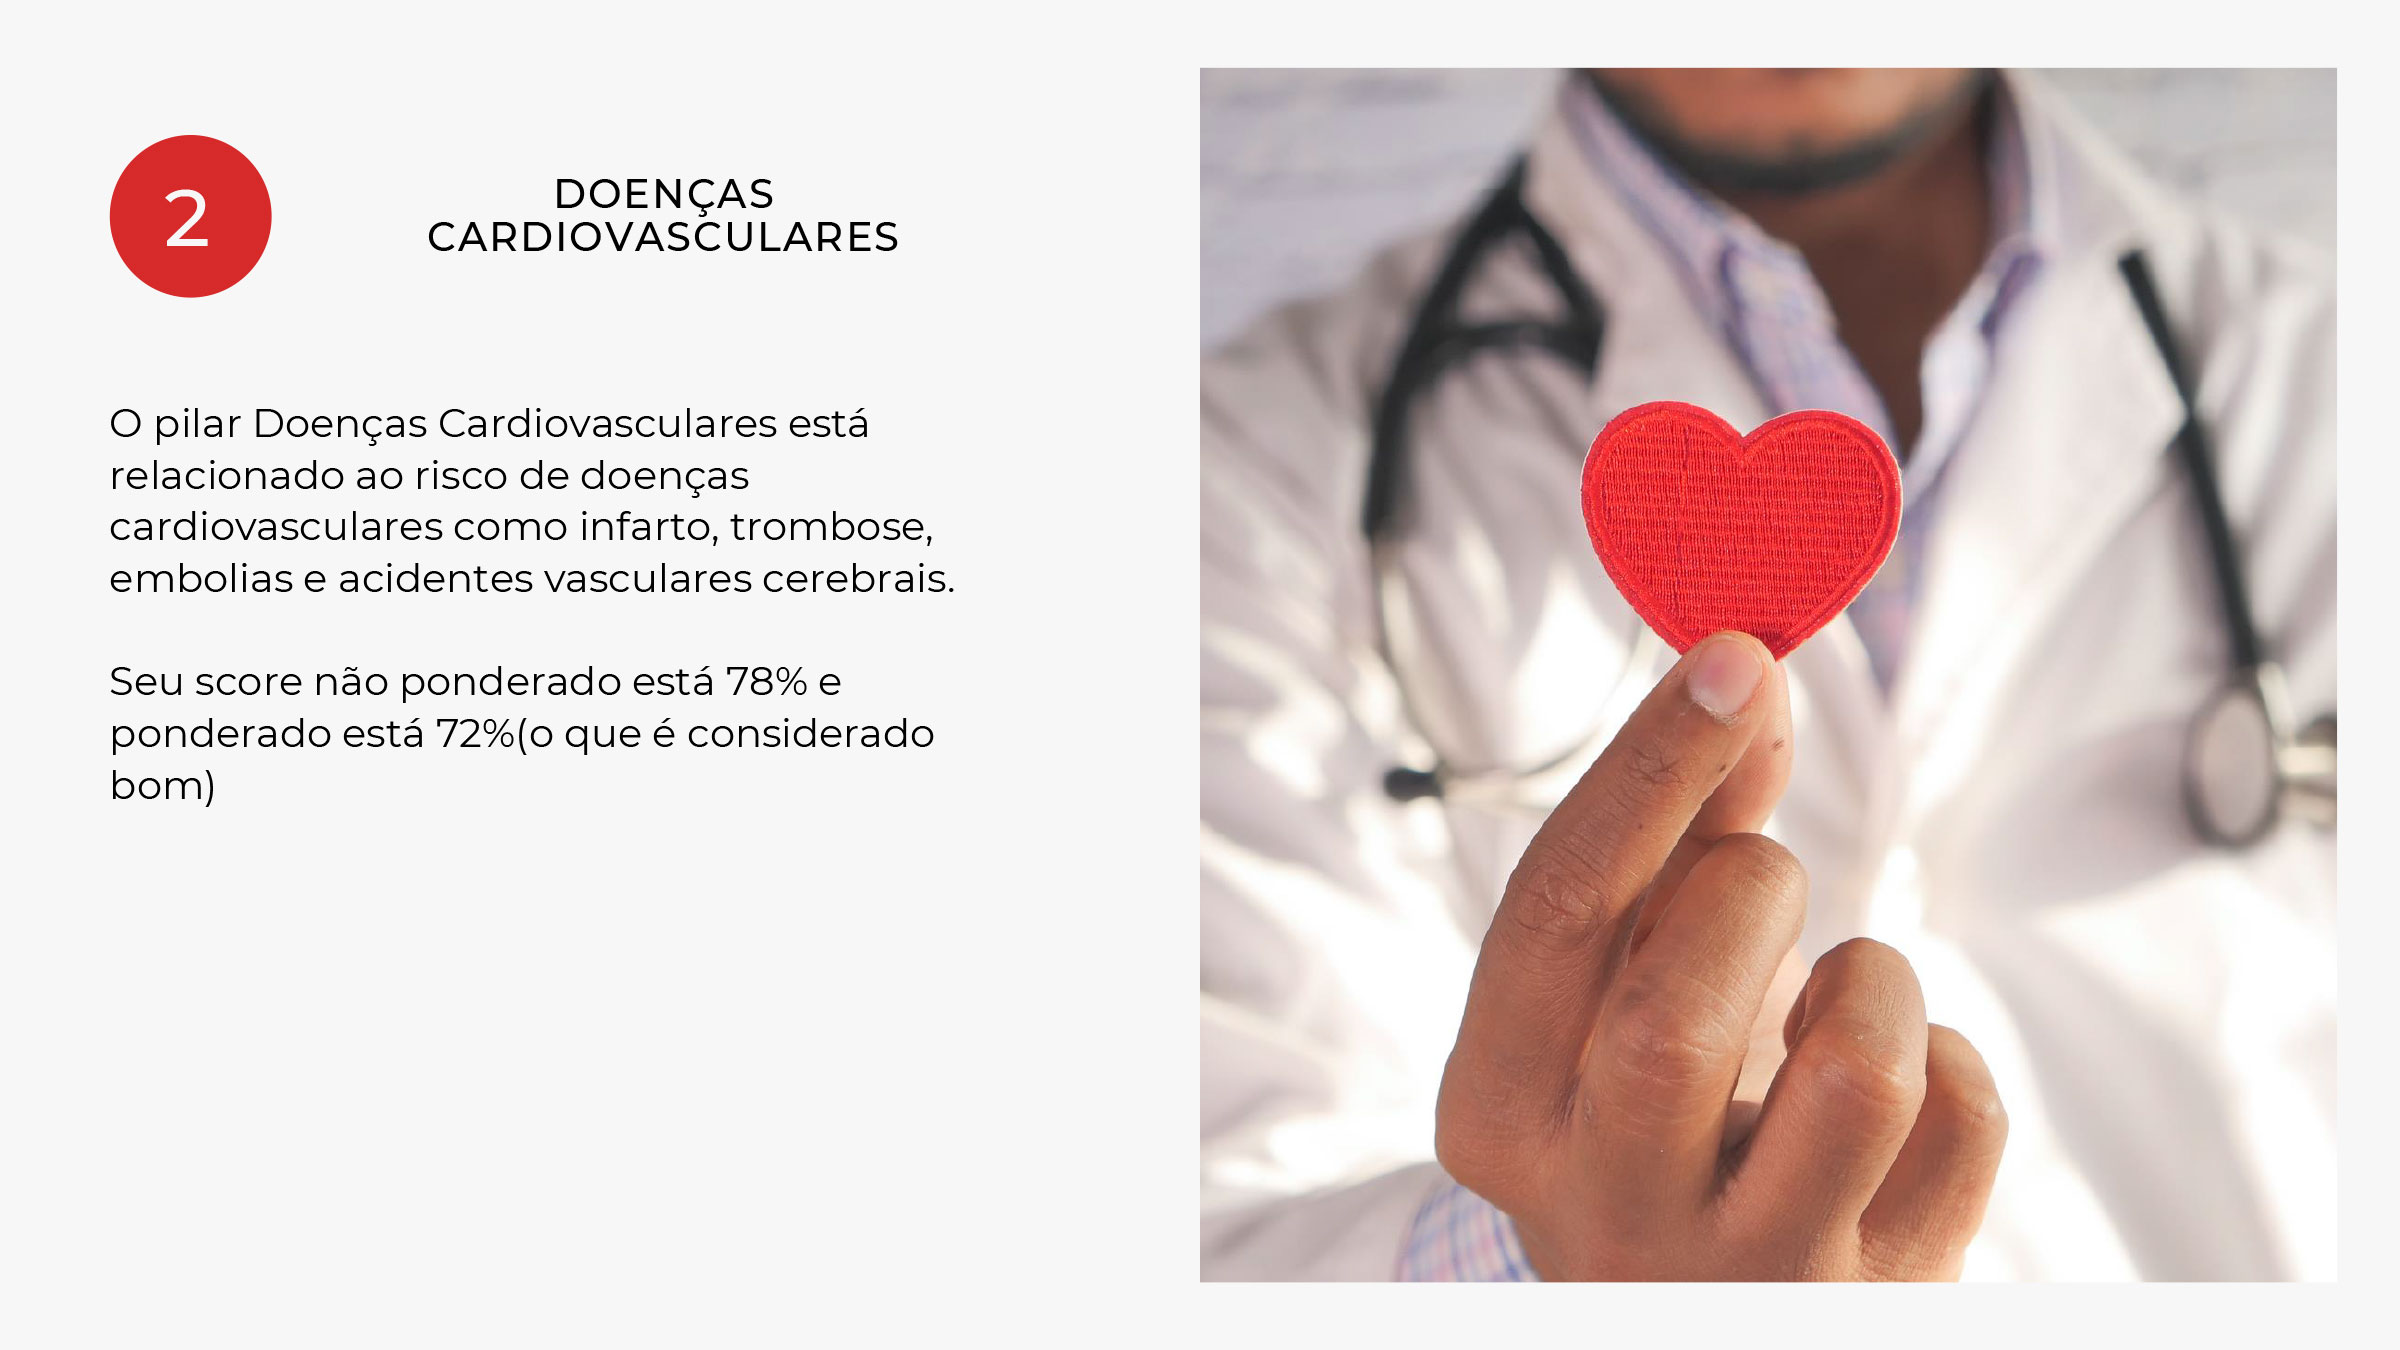 2
DOENÇAS
CARDIOVASCULARES
O pilar Doenças Cardiovasculares está
relacionado ao risco de doenças
cardiovasculares como infarto, trombose,
embolias e acidentes vasculares cerebrais.
Seu score não ponderado está 78% e
ponderado está 72%(o que é considerado
bom)